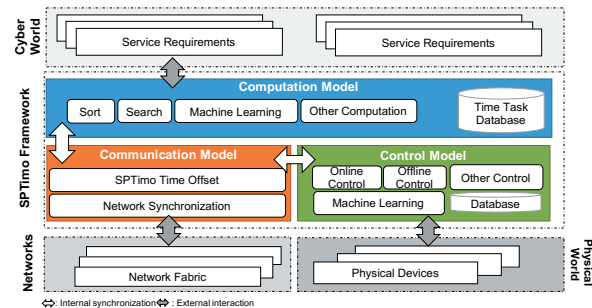 Cyber
World
Service Requirements
Service Requirements
SPTimo Framework
Computation Model
Sort
Search
Machine Learning
Other Computation
Time Task
Database
Communication Model
SPTimo Time Offset
Network Synchronization
Control Model
Online
Control
Offline
Control
Other Control
Machine Learning
Database
Networks
Network Fabric
Physical Devices
Physical
World
: Internal synchronization
: External interaction